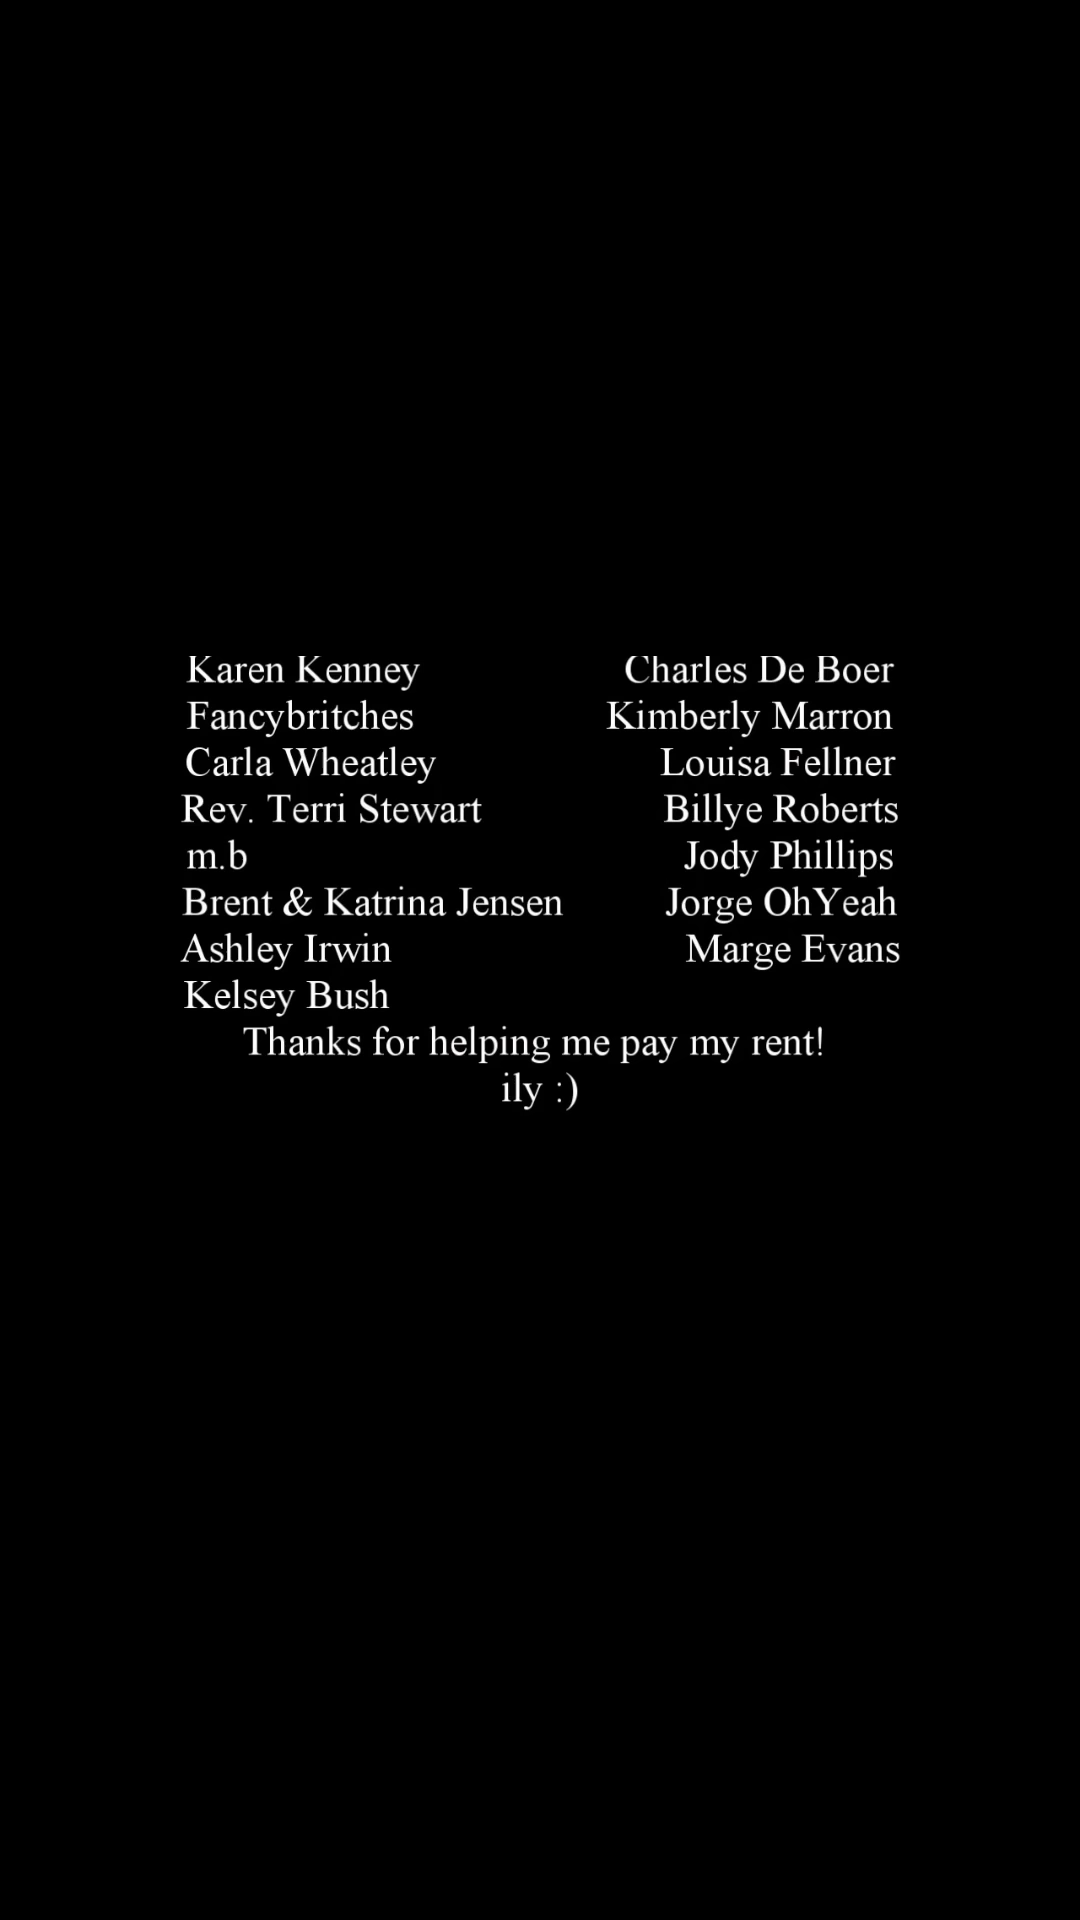 Karen Kenney Charles De Boer
Fancybritches Kimberly Marron
Carla Wheatley Louisa Fellner
Rev. Terri Stewart Billye Roberts
m.b Jody Phillips
Brent & Katrina Jensen Jorge OhYeah
Ashley Irwin Marge Evans
Kelsey Bush
Thanks for helping me pay my rent!
ily :)